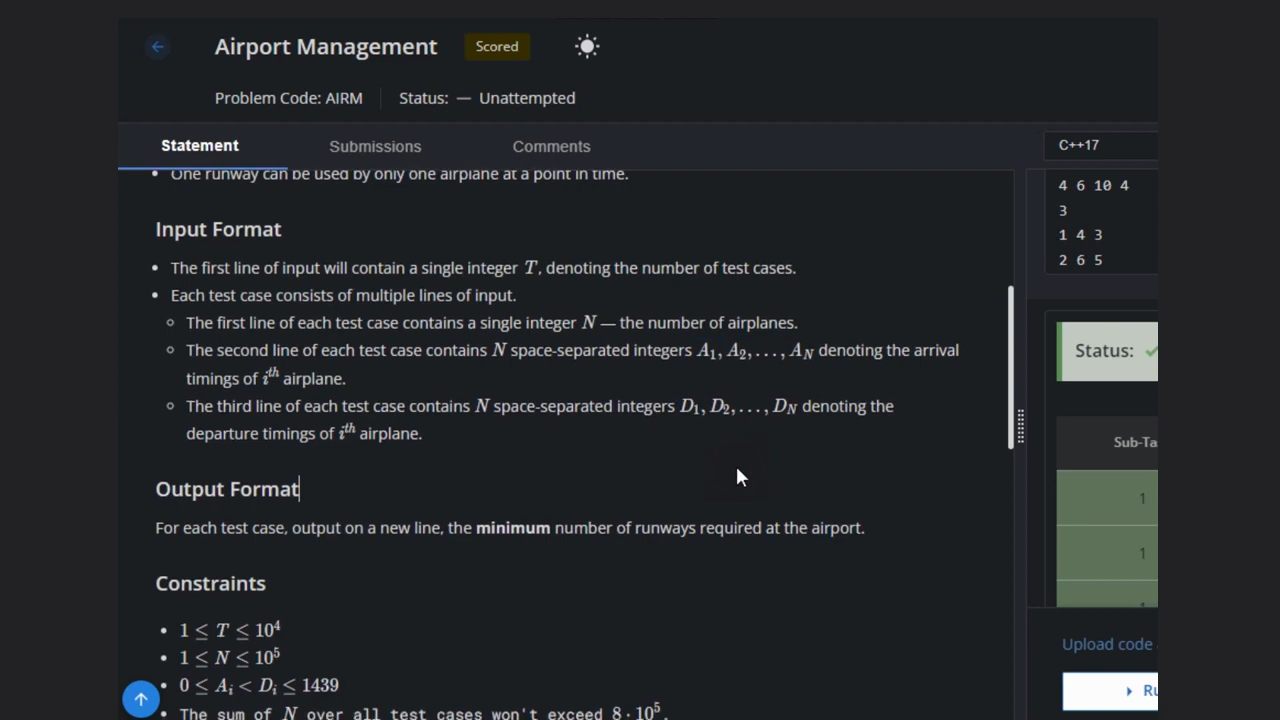 Airport Management Scored
Problem Code: AIRM Status: — Unattempted
Statement Submissions Comments
C++17
• One runway can be used by only one airplane at a point in time.
Input Format
• The first line of input will contain a single integer T, denoting the number of test cases.
• Each test case consists of multiple lines of input.
◦ The first line of each test case contains a single integer N — the number of airplanes.
◦ The second line of each test case contains N space-separated integers A₁, A₂, . . . , A_N denoting the arrival
timings of iᵗʰ airplane.
◦ The third line of each test case contains N space-separated integers D₁, D₂, . . . , D_N denoting the
departure timings of iᵗʰ airplane.
Output Format
For each test case, output on a new line, the minimum number of runways required at the airport.
Constraints
• 1 ≤ T ≤ 10⁴
• 1 ≤ N ≤ 10⁵
• 0 ≤ Aᵢ < Dᵢ ≤ 1439
• The sum of N over all test cases won't exceed 8 · 10⁵.
4 6 10 4
3
1 4 3
2 6 5
Status:
Sub-Ta
1
1
Upload code
Ru